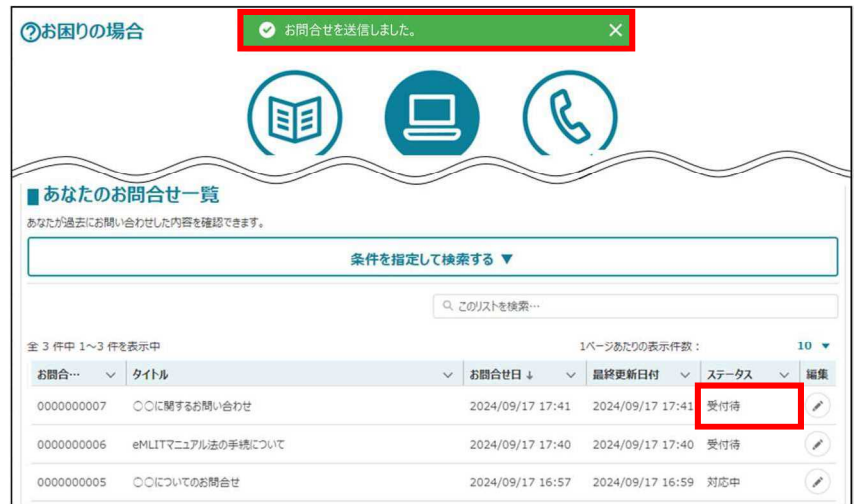 ?お困りの場合
お問合せを送信しました。
■あなたのお問合せ一覧
あなたが過去にお問い合わせした内容を確認できます。
条件を指定して検索する ▼
このリストを検索…
全 3 件中 1～3 件を表示中 1ページあたりの表示件数： 10 ▼
お問合… タイトル お問合せ日↓ 最終更新日付 ステータス 編集
0000000007 〇〇に関するお問い合わせ 2024/09/17 17:41 2024/09/17 17:41 受付待
0000000006 eMLITマニュアル法の手続について 2024/09/17 17:40 2024/09/17 17:40 受付待
0000000005 〇〇についてのお問合せ 2024/09/17 16:57 2024/09/17 16:59 対応中